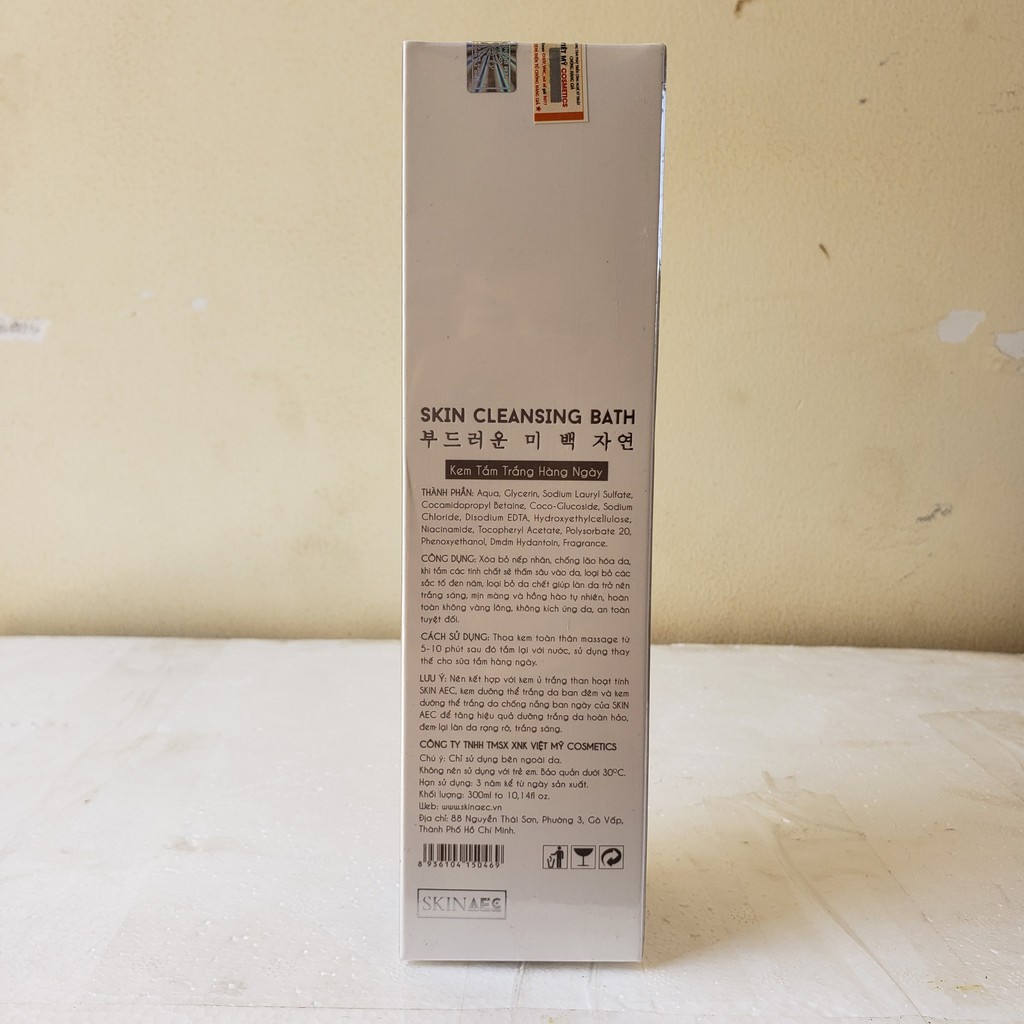 VIỆT MỸ COSMETICS
SKIN CLEANSING BATH
부드러운 미 백 자연
Kem Tắm Trắng Hàng Ngày
THÀNH PHẦN: Aqua, Glycerin, Sodium Lauryl Sulfate,
Cocamidopropyl Betaine, Coco-Glucoside, Sodium
Chloride, Disodium EDTA, Hydroxyethylcellulose,
Niacinamide, Tocopheryl Acetate, Polysorbate 20,
Phenoxyethanol, Dmdm Hydantoin, Fragrance.
CÔNG DỤNG: Xóa bỏ nếp nhăn, chống lão hóa da,
khi tắm các tinh chất sẽ thấm sâu vào da, loại bỏ các
sắc tố đen nám, loại bỏ da chết giúp làn da trở nên
trắng sáng, mịn màng và hồng hào tự nhiên, hoàn
toàn không vàng lông, không kích ứng da, an toàn
tuyệt đối.
CÁCH SỬ DỤNG: Thoa kem toàn thân massage từ
5-10 phút sau đó tắm lại với nước, sử dụng thay
thế cho sữa tắm hàng ngày.
LƯU Ý: Nên kết hợp với kem ủ trắng than hoạt tính
SKIN AEC, kem dưỡng thể trắng da ban đêm và kem
dưỡng thể trắng da chống nắng ban ngày của SKIN
AEC để tăng hiệu quả dưỡng trắng da hoàn hảo,
đem lại làn da rạng rỡ, trắng sáng.
CÔNG TY TNHH TMSX XNK VIỆT MỸ COSMETICS
Chú ý: Chỉ sử dụng bên ngoài da.
Không nên sử dụng với trẻ em. Bảo quản dưới 30°C.
Hạn sử dụng: 3 năm kể từ ngày sản xuất.
Khối lượng: 300ml to 10,14fl oz.
Web: www.skinaec.vn
Địa chỉ: 88 Nguyễn Thái Sơn, Phường 3, Gò Vấp,
Thành Phố Hồ Chí Minh.
8 936104 150469
SKINAEC